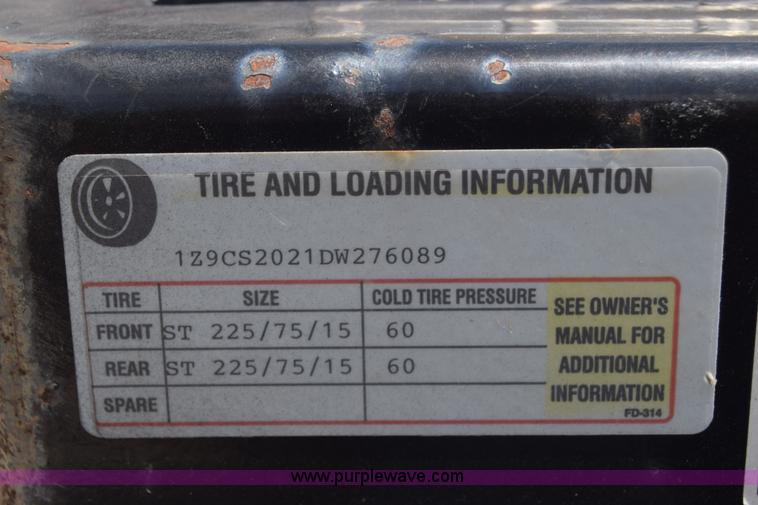 TIRE AND LOADING INFORMATION
1Z9CS2021DW276089
TIRE SIZE COLD TIRE PRESSURE
FRONT ST 225/75/15 60
REAR ST 225/75/15 60
SPARE
SEE OWNER'S
MANUAL FOR
ADDITIONAL
INFORMATION
FD-314
www.purplewave.com